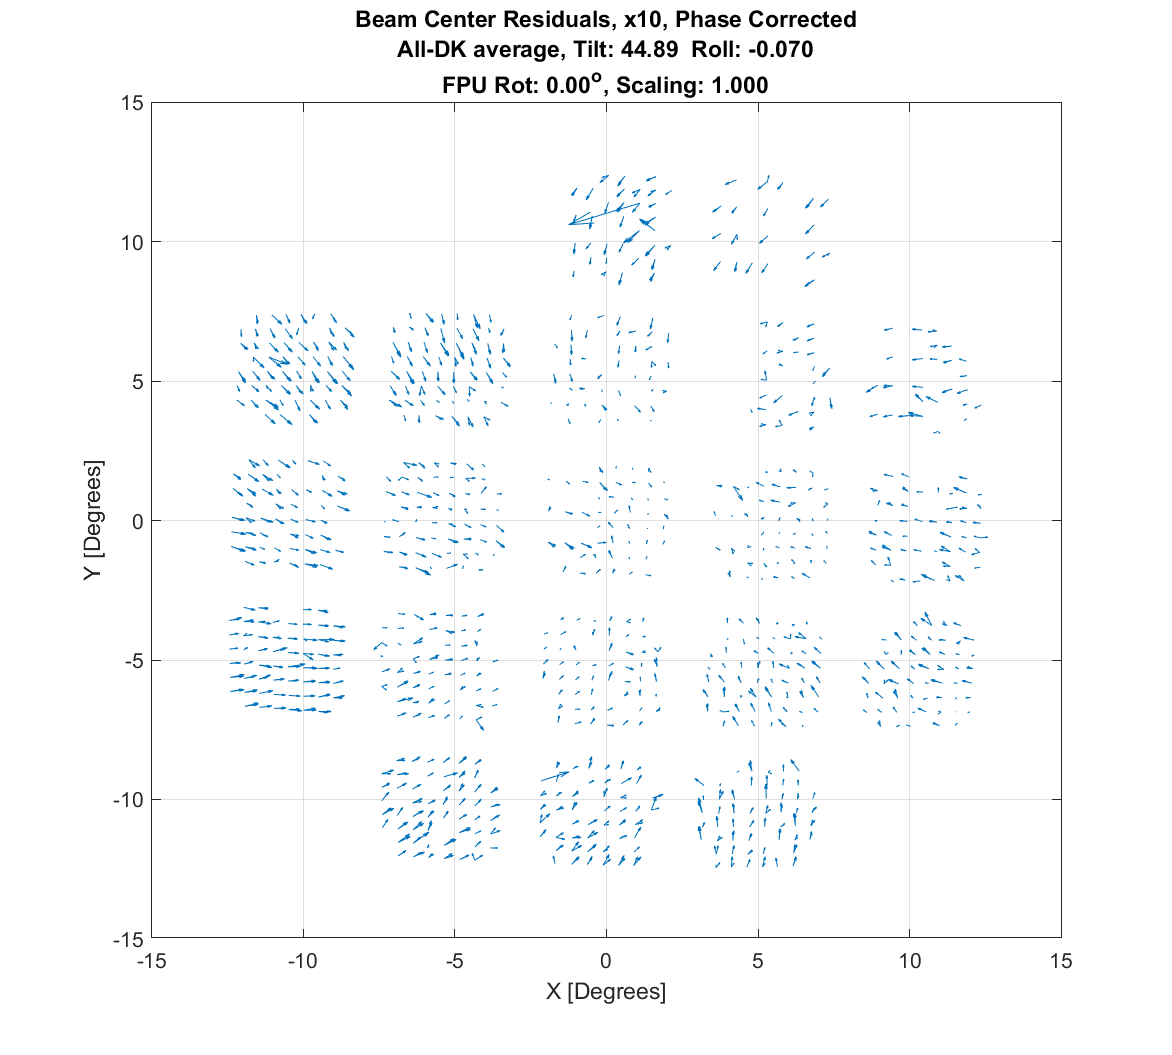 Beam Center Residuals, x10, Phase Corrected
All-DK average, Tilt: 44.89  Roll: -0.070
FPU Rot: 0.00o, Scaling: 1.000
15
10
5
0
-5
-10
-15
Y [Degrees]
-15 -10 -5 0 5 10 15
X [Degrees]